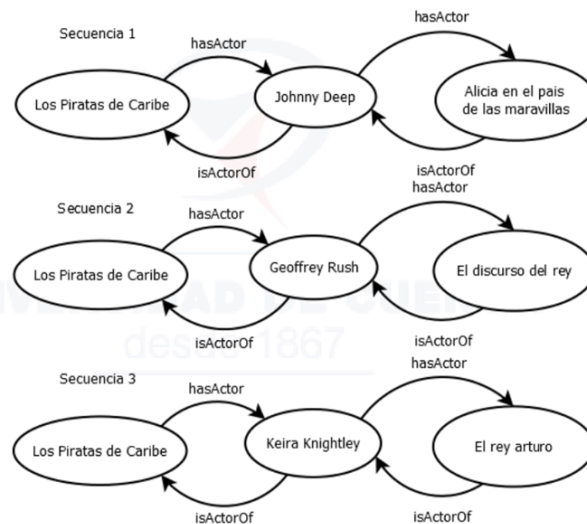 Secuencia 1
hasActor
hasActor
Los Piratas de Caribe
Johnny Deep
Alicia en el pais
de las maravillas
isActorOf
isActorOf
Secuencia 2
hasActor
hasActor
Los Piratas de Caribe
Geoffrey Rush
El discurso del rey
isActorOf
isActorOf
desde 1867
Secuencia 3
hasActor
hasActor
Los Piratas de Caribe
Keira Knightley
El rey arturo
isActorOf
isActorOf